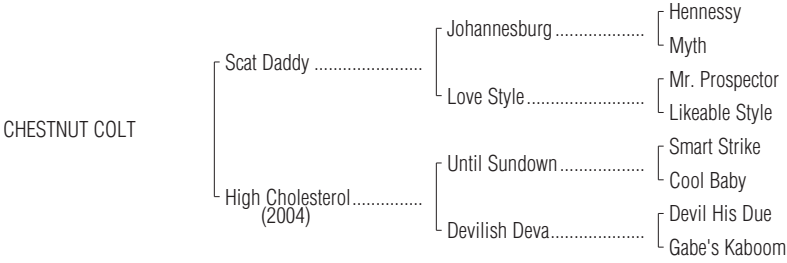 Hennessy
Johannesburg ...................
Myth
Scat Daddy .......................
Mr. Prospector
Love Style.........................
Likeable Style
CHESTNUT COLT
Smart Strike
Until Sundown..................
Cool Baby
High Cholesterol...............
(2004)
Devil His Due
Devilish Deva....................
Gabe's Kaboom